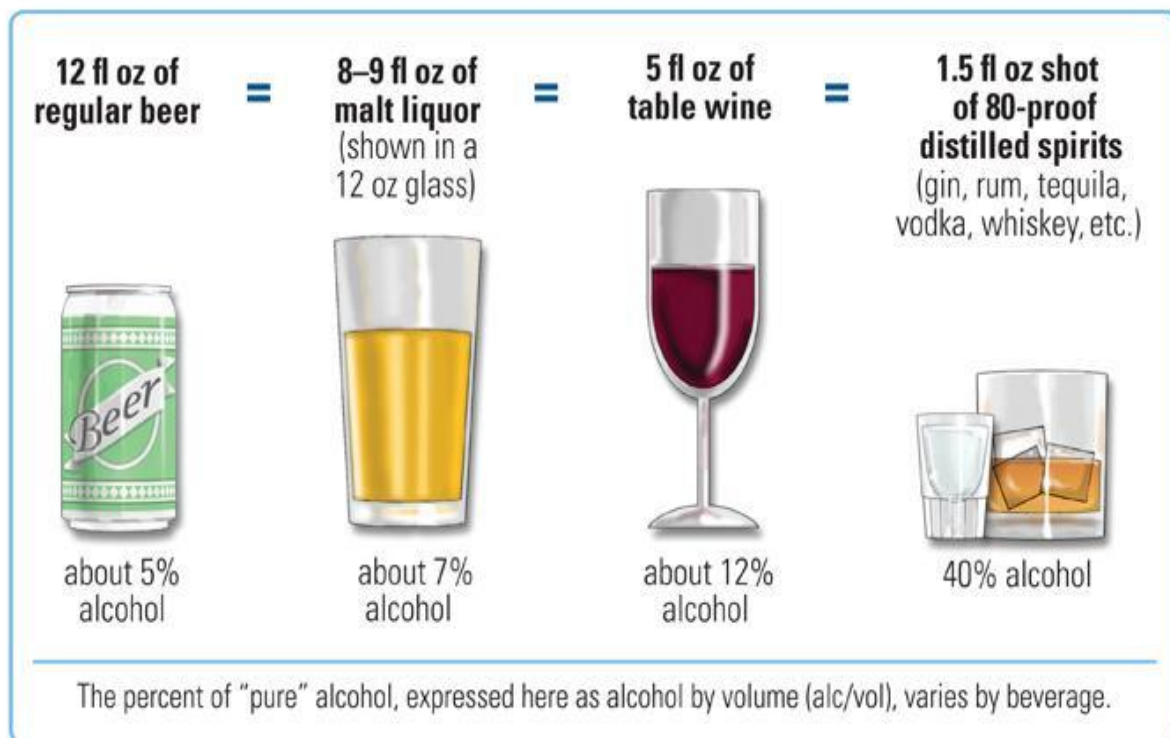 12 fl oz of
regular beer
=
8–9 fl oz of
malt liquor
(shown in a
12 oz glass)
=
5 fl oz of
table wine
=
1.5 fl oz shot
of 80-proof
distilled spirits
(gin, rum, tequila,
vodka, whiskey, etc.)
Beer
about 5%
alcohol
about 7%
alcohol
about 12%
alcohol
40% alcohol
The percent of “pure” alcohol, expressed here as alcohol by volume (alc/vol), varies by beverage.